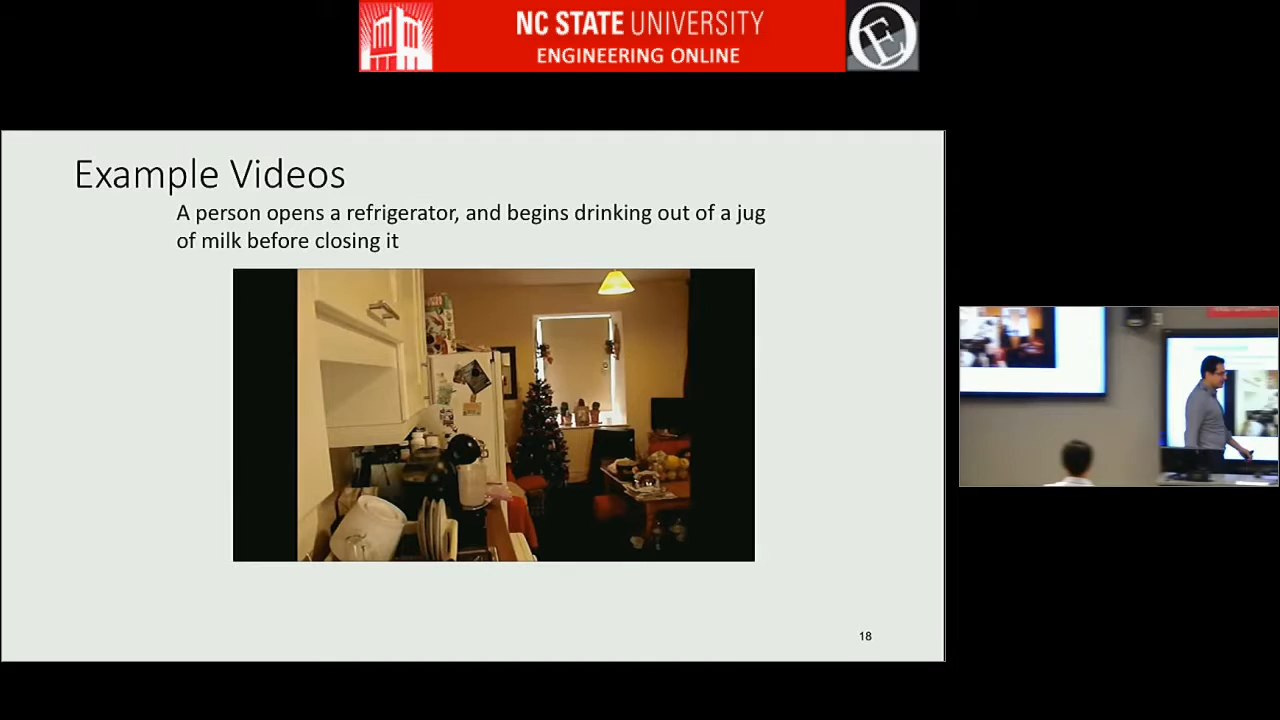 NC STATE UNIVERSITY
ENGINEERING ONLINE
E
Example Videos
A person opens a refrigerator, and begins drinking out of a jug
of milk before closing it
18